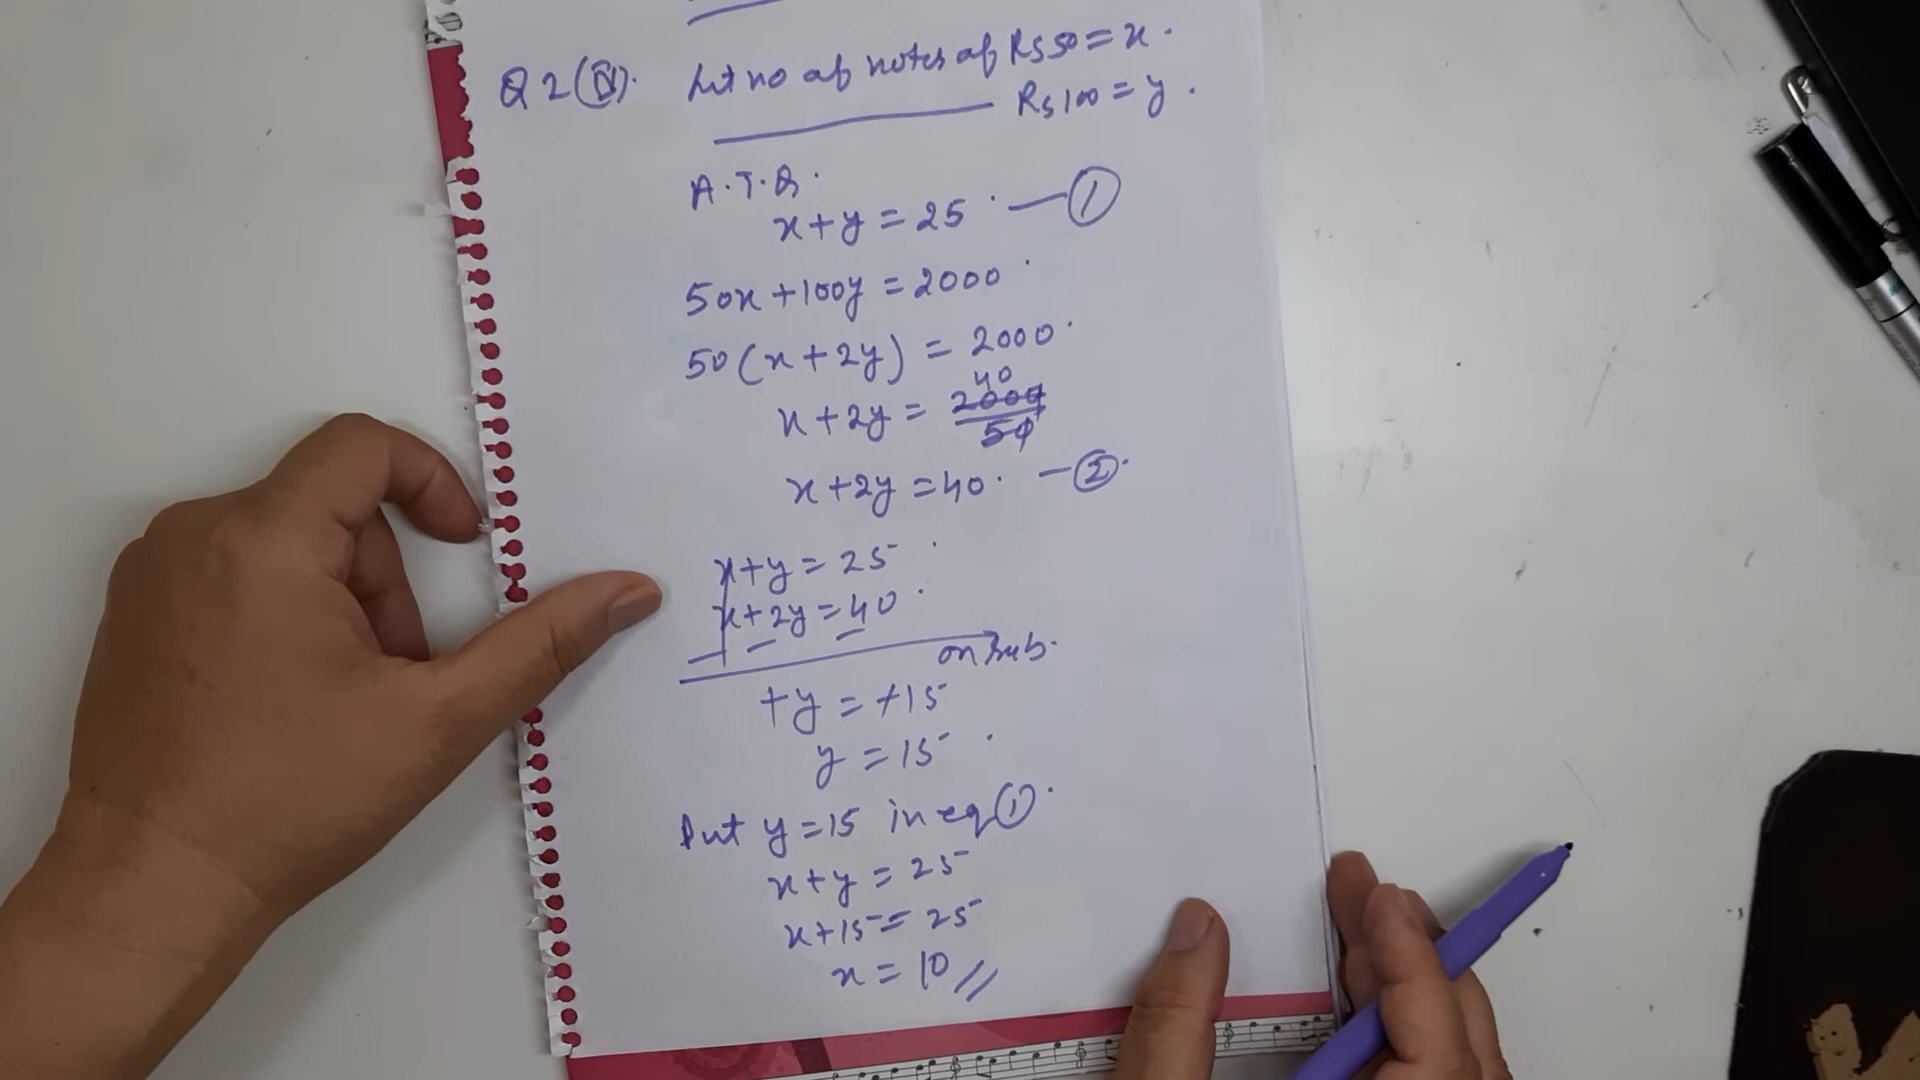 Q2(iv). Let no of notes of Rs 50 = x.
Rs 100 = y.
A.T.Q.
x+y = 25 — ①
50x + 100y = 2000
50(x + 2y) = 2000
40
x + 2y = 2000/50
x + 2y = 40. — ②
x+y = 25
x+2y = 40
on sub.
+y = +15
y = 15
Put y = 15 in eq ①
x+y = 25
x+15 = 25
x = 10 //